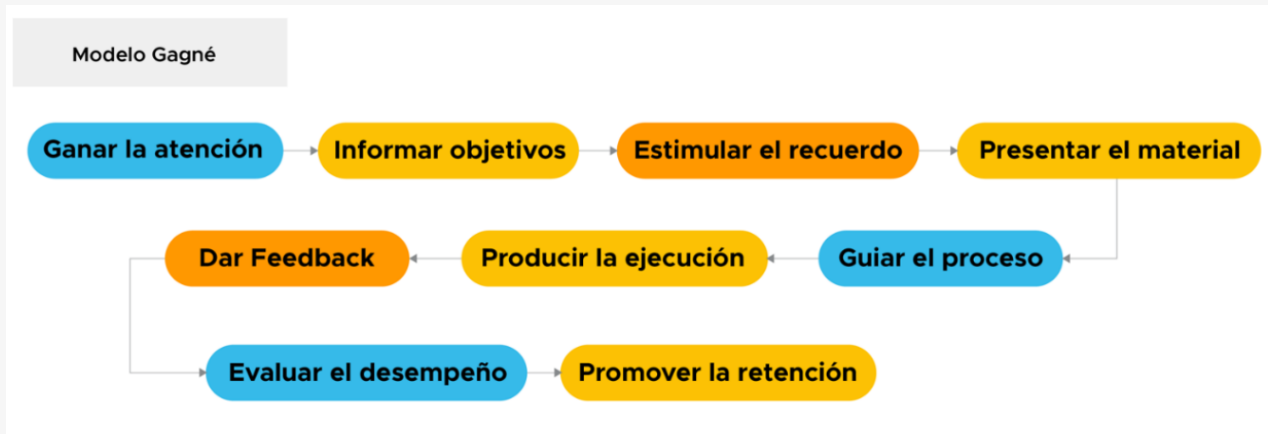 Modelo Gagné
Ganar la atención
Informar objetivos
Estimular el recuerdo
Presentar el material
Guiar el proceso
Producir la ejecución
Dar Feedback
Evaluar el desempeño
Promover la retención